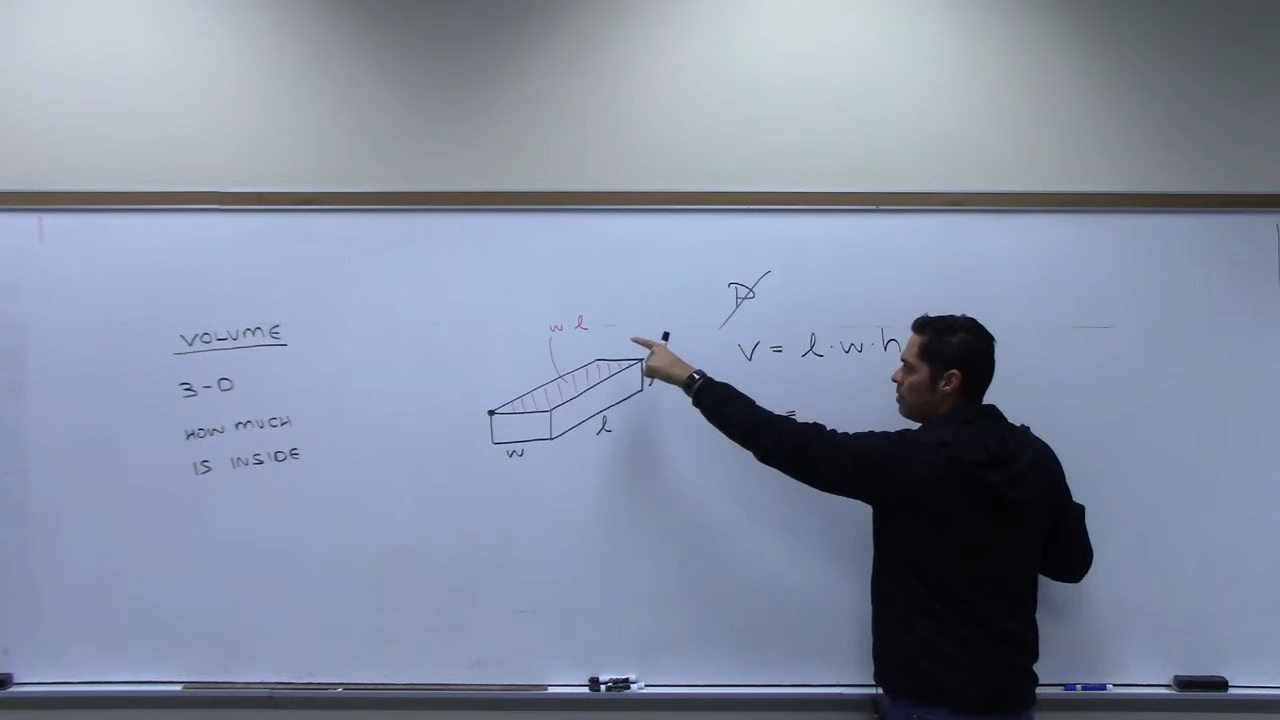 VOLUME
3-D
HOW MUCH
IS INSIDE
w l
w
l
P
V = l·w·h
=